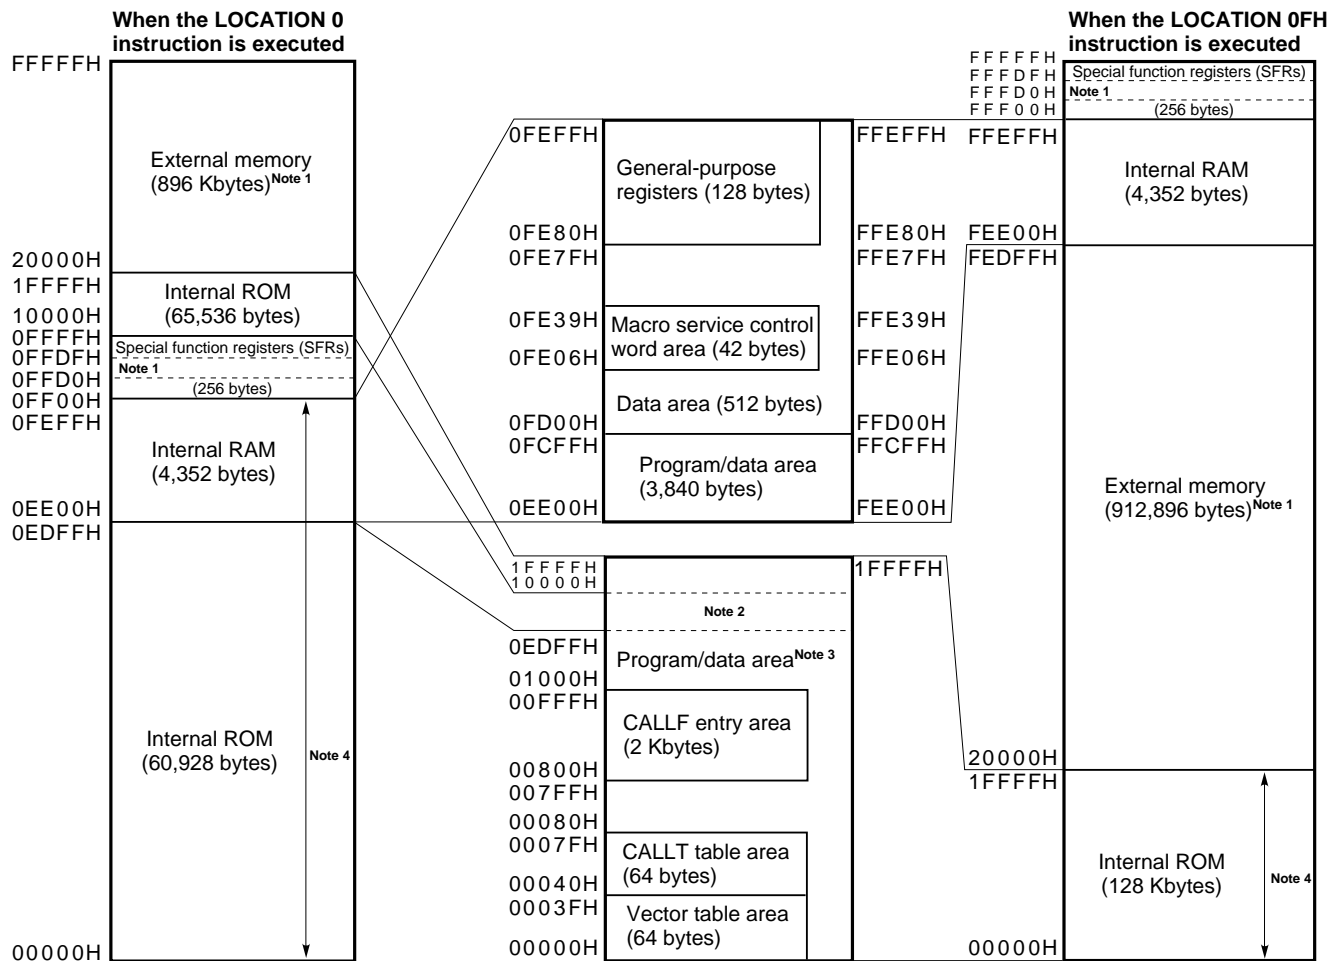 When the LOCATION 0
instruction is executed
FFFFFH
External memory
(896 Kbytes)Note 1
20000H
1FFFFH
Internal ROM
(65,536 bytes)
10000H
0FFFFH
Special function registers (SFRs)
0FFDFH
Note 1
0FFD0H
(256 bytes)
0FF00H
0FEFFH
Internal RAM
(4,352 bytes)
0EE00H
0EDFFH
Internal ROM
(60,928 bytes)
Note 4
00000H
0FEFFH
General-purpose
registers (128 bytes)
FFEFFH
0FE80H
FFE80H
0FE7FH
FFE7FH
0FE39H
Macro service control
word area (42 bytes)
FFE39H
0FE06H
FFE06H
Data area (512 bytes)
0FD00H
FFD00H
0FCFFH
FFCFFH
Program/data area
(3,840 bytes)
0EE00H
FEE00H
1FFFFH
1FFFFH
10000H
Note 2
0EDFFH
Program/data areaNote 3
01000H
00FFFH
CALLF entry area
(2 Kbytes)
00800H
007FFH
00080H
0007FH
CALLT table area
(64 bytes)
00040H
0003FH
Vector table area
(64 bytes)
00000H
When the LOCATION 0FH
instruction is executed
FFFFFH
Special function registers (SFRs)
FFFDFH
Note 1
FFFD0H
(256 bytes)
FFF00H
FFEFFH
Internal RAM
(4,352 bytes)
FEE00H
FEDFFH
External memory
(912,896 bytes)Note 1
20000H
1FFFFH
Internal ROM
(128 Kbytes)
Note 4
00000H